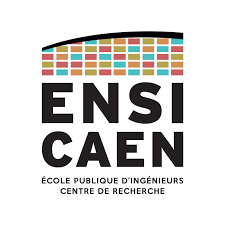 ENSI
CAEN
ÉCOLE PUBLIQUE D'INGÉNIEURS
CENTRE DE RECHERCHE